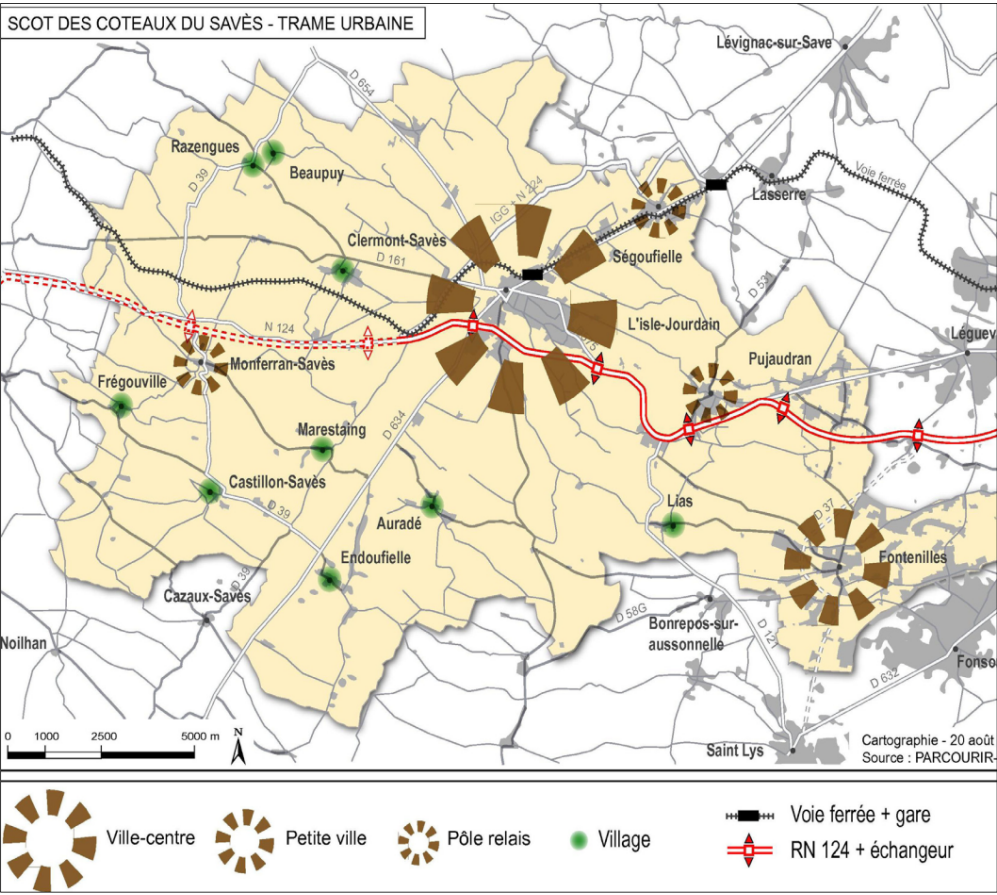 SCOT DES COTEAUX DU SAVÈS - TRAME URBAINE
Lévignac-sur-Save
D 654
Razengues
Beaupuy
D 39
Voie ferrée
Lasserre
IGG + N 224
Clermont-Savès
D 161
Ségoufielle
D 531
N 124
L'isle-Jourdain
Léguev
Monferran-Savès
Pujaudran
Frégouville
D 634
Marestaing
Castillon-Savès
Lias
D 39
Auradé
D 37
Endoufielle
Fontenilles
D 39
Cazaux-Savès
D 58G
Bonrepos-sur-
aussonnelle
Noilhan
D 12
Fonso
D 632
0 1000 2500 5000 m
N
Saint Lys
Cartographie - 20 août
Source : PARCOURIR-
Ville-centre
Petite ville
Pôle relais
Village
Voie ferrée + gare
RN 124 + échangeur